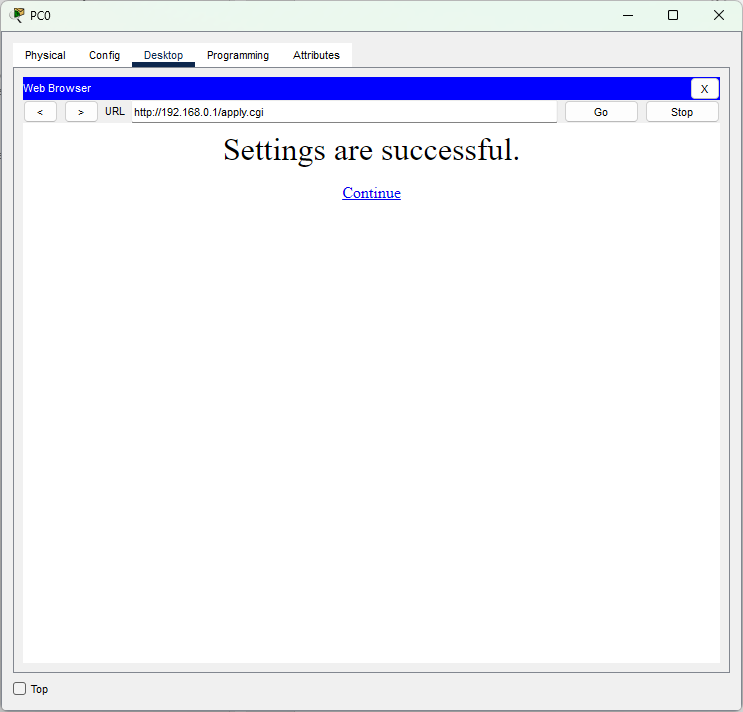 PC0
Physical Config Desktop Programming Attributes
Web Browser X
< > URL http://192.168.0.1/apply.cgi Go Stop
Settings are successful.
Continue
Top